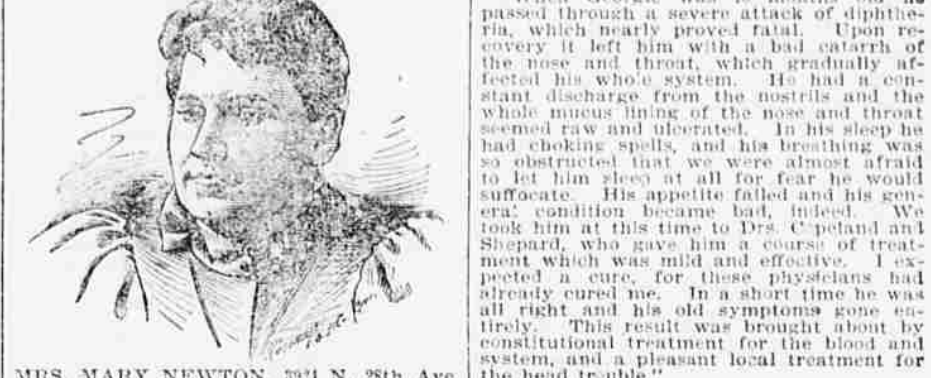 MRS. MARY NEWTON, 3921 N. 28th Ave.
When Georgie was months old he
passed through a severe attack of diphthe-
ria, which nearly proved fatal. Upon re-
covery it left him with a bad catarrh of
the nose and throat, which gradually af-
fected his whole system. He had a con-
stant discharge from the nostrils and the
whole mucus lining of the nose and throat
seemed raw and ulcerated. In his sleep he
had choking spells, and his breathing was
so obstructed that we were almost afraid
to let him sleep at all for fear he would
suffocate. His appetite failed and his gen-
eral condition became bad, indeed. We
took him at this time to Drs. Copeland and
Shepard, who gave him a course of treat-
ment which was mild and effective. I ex-
pected a cure, for these physicians had
already cured me. In a short time he was
all right and his old symptoms gone en-
tirely. This result was brought about by
constitutional treatment for the blood and
system, and a pleasant local treatment for
the head trouble."